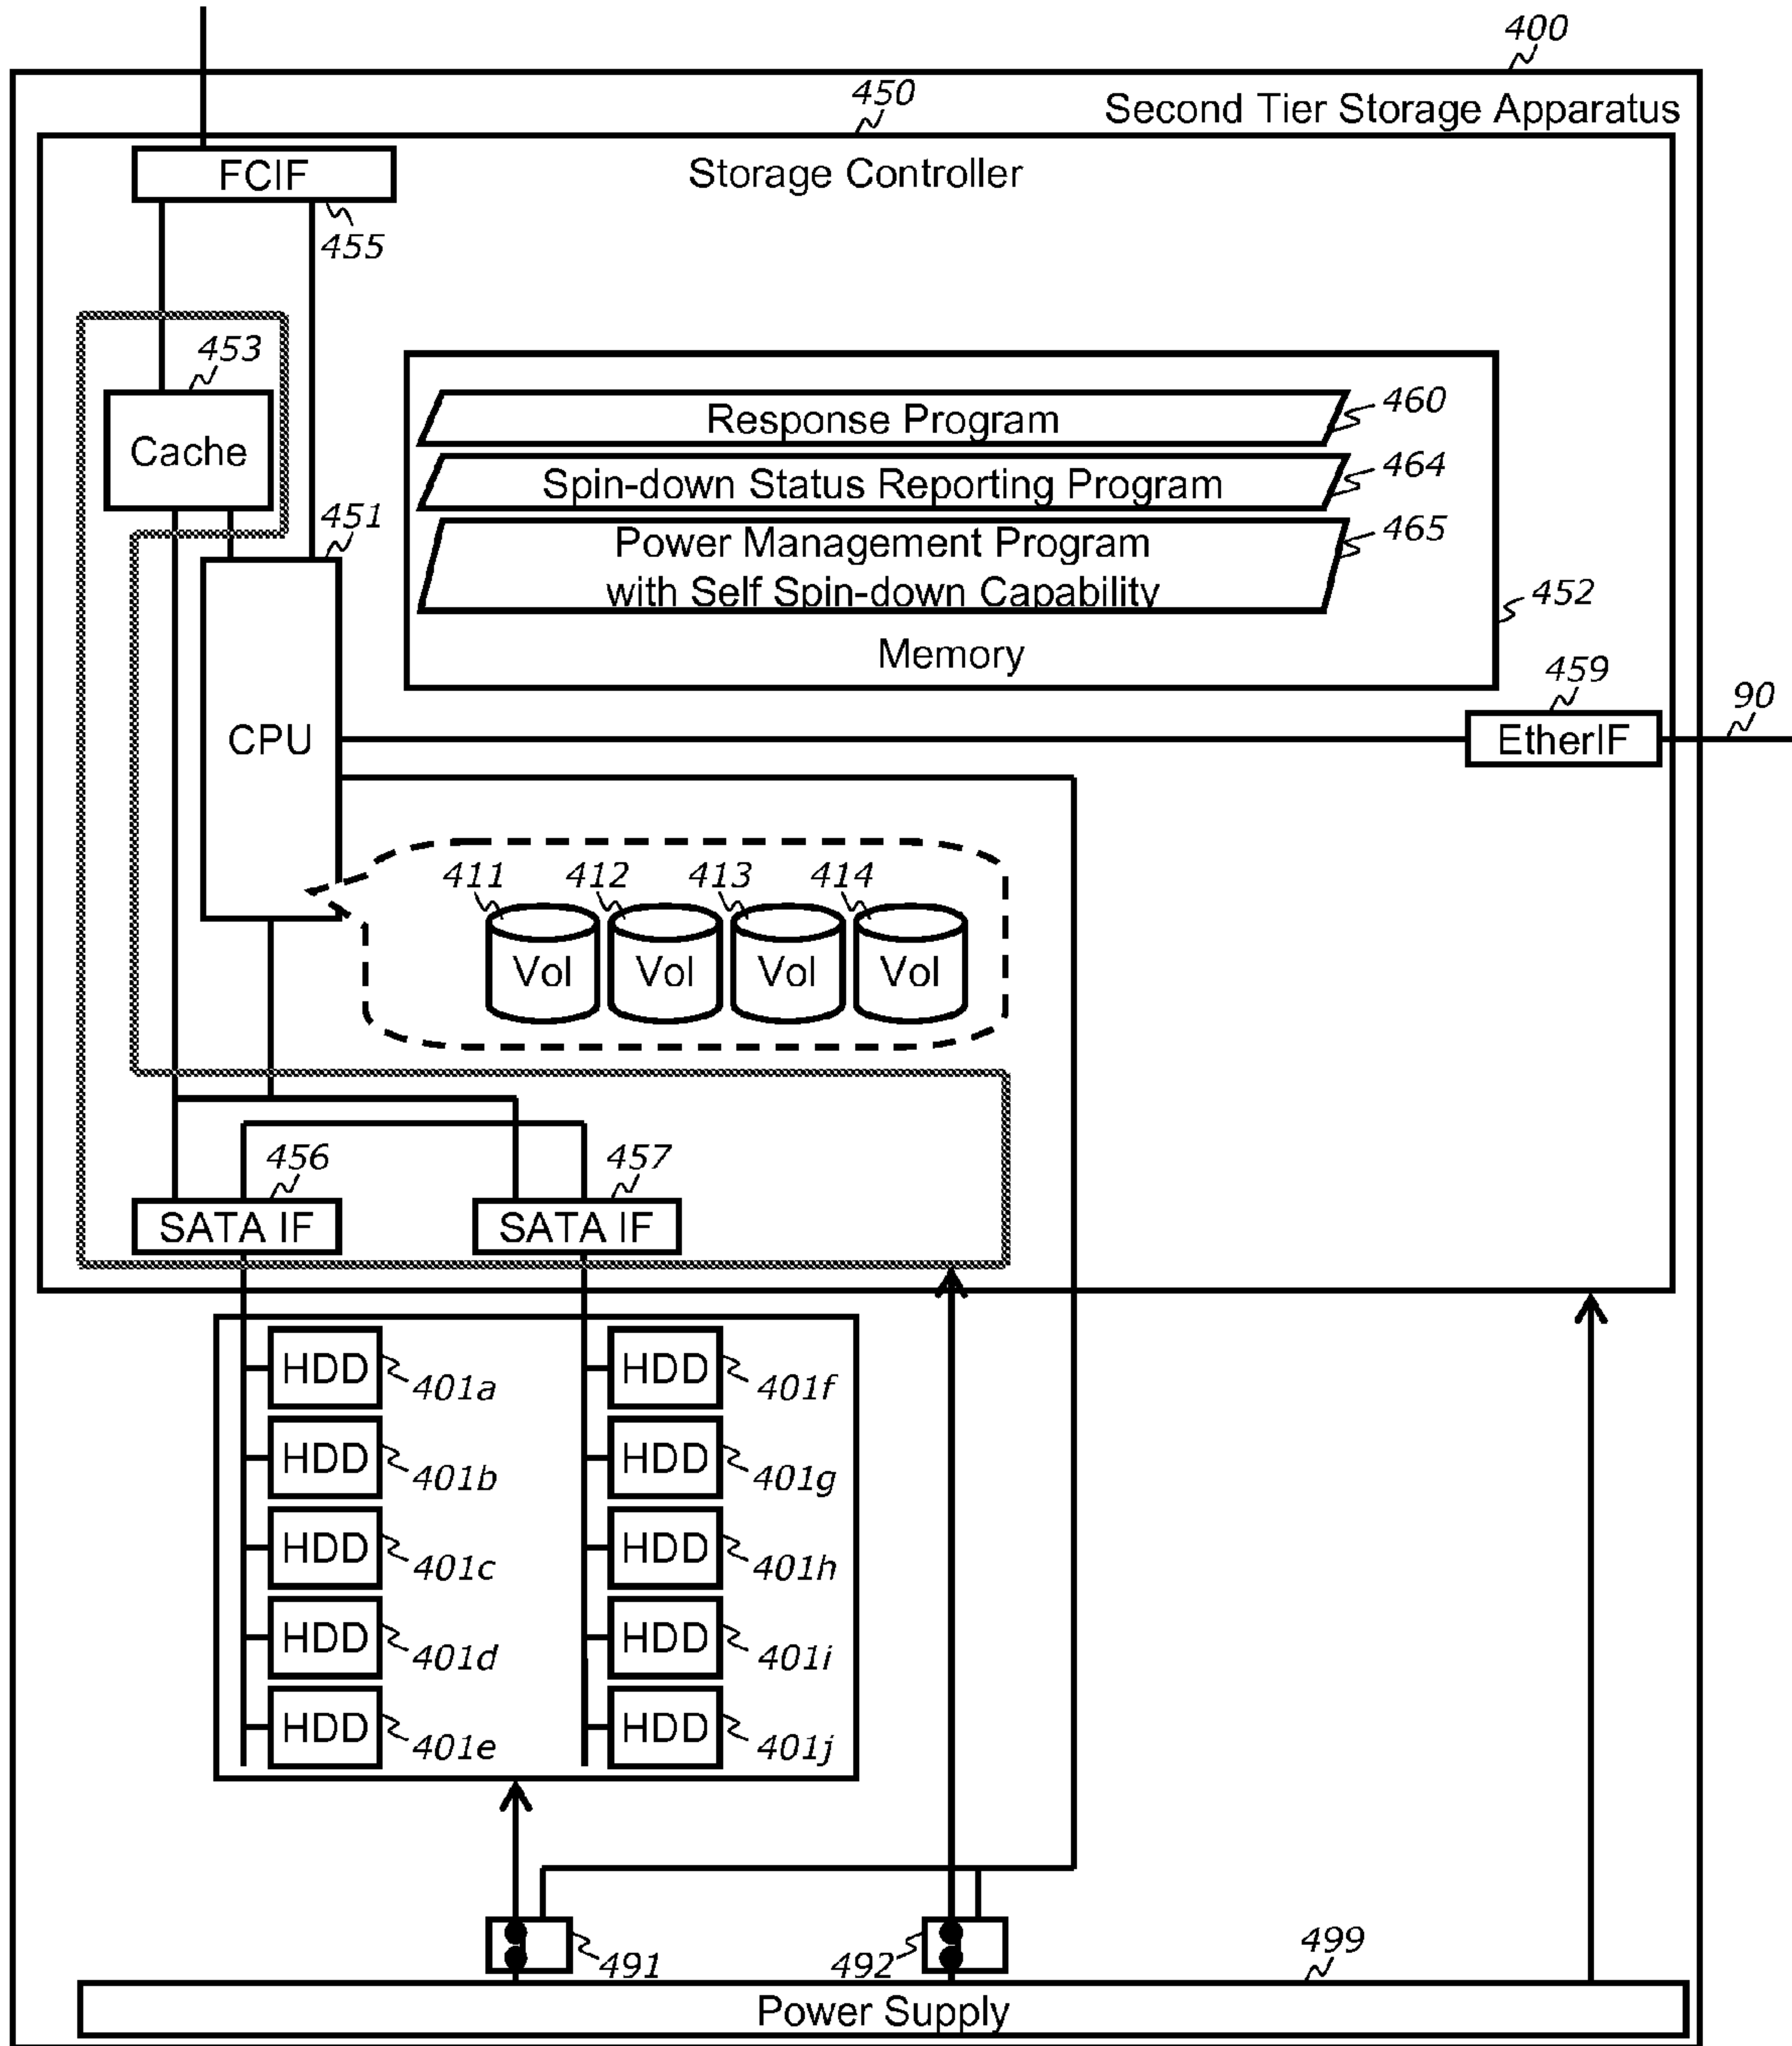 400
450
Second Tier Storage Apparatus
Storage Controller
FCIF
455
453
Cache
Response Program
460
Spin-down Status Reporting Program
464
451
Power Management Program
with Self Spin-down Capability
465
452
Memory
459
90
CPU
EtherIF
411 412 413 414
Vol Vol Vol Vol
456 457
SATA IF SATA IF
HDD 401a HDD 401f
HDD 401b HDD 401g
HDD 401c HDD 401h
HDD 401d HDD 401i
HDD 401e HDD 401j
491 492 499
Power Supply